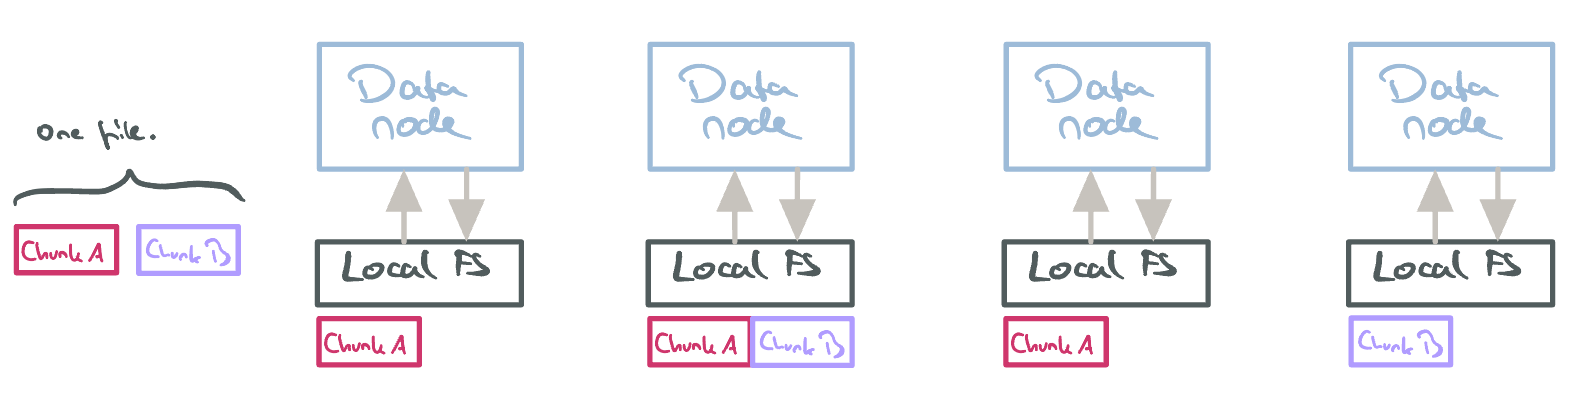 One file.
Chunk A
Chunk B
Data
node
Local FS
Chunk A
Data
node
Local FS
Chunk A
Chunk B
Data
node
Local FS
Chunk A
Data
node
Local FS
Chunk B